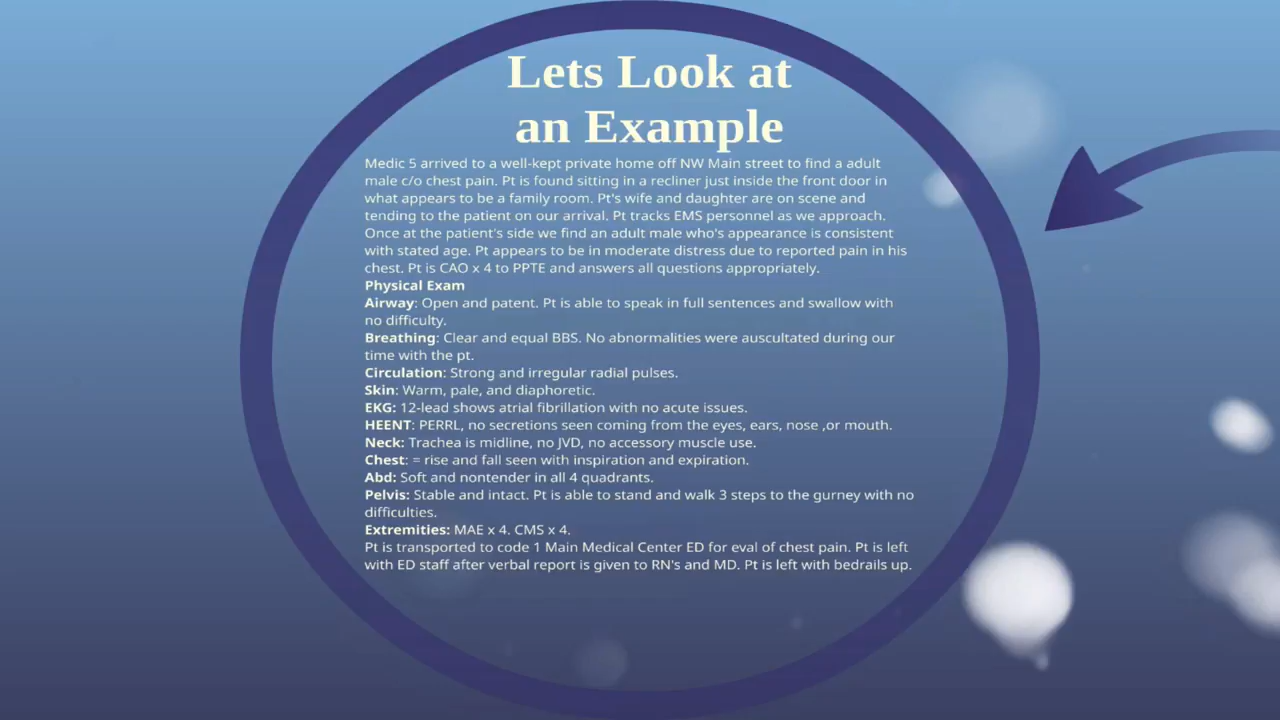 Lets Look at
an Example
Medic 5 arrived to a well-kept private home off NW Main street to find a adult
male c/o chest pain. Pt is found sitting in a recliner just inside the front door in
what appears to be a family room. Pt's wife and daughter are on scene and
tending to the patient on our arrival. Pt tracks EMS personnel as we approach.
Once at the patient's side we find an adult male who's appearance is consistent
with stated age. Pt appears to be in moderate distress due to reported pain in his
chest. Pt is CAO x 4 to PPTE and answers all questions appropriately.
Physical Exam
Airway: Open and patent. Pt is able to speak in full sentences and swallow with
no difficulty.
Breathing: Clear and equal BBS. No abnormalities were auscultated during our
time with the pt.
Circulation: Strong and irregular radial pulses.
Skin: Warm, pale, and diaphoretic.
EKG: 12-lead shows atrial fibrillation with no acute issues.
HEENT: PERRL, no secretions seen coming from the eyes, ears, nose ,or mouth.
Neck: Trachea is midline, no JVD, no accessory muscle use.
Chest: = rise and fall seen with inspiration and expiration.
Abd: Soft and nontender in all 4 quadrants.
Pelvis: Stable and intact. Pt is able to stand and walk 3 steps to the gurney with no
difficulties.
Extremities: MAE x 4. CMS x 4.
Pt is transported to code 1 Main Medical Center ED for eval of chest pain. Pt is left
with ED staff after verbal report is given to RN's and MD. Pt is left with bedrails up.